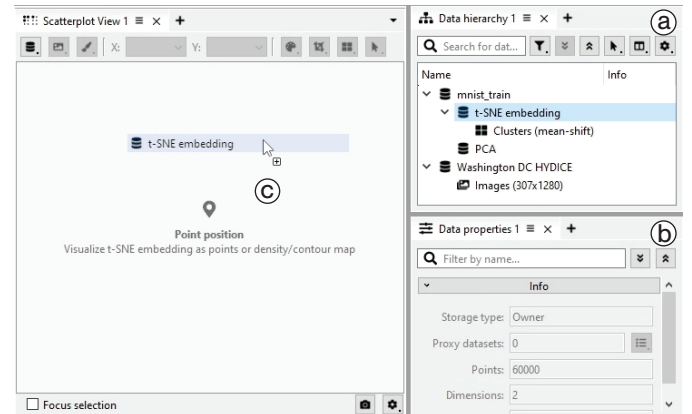 Scatterplot View 1
X:
Y:
t-SNE embedding
c
Point position
Visualize t-SNE embedding as points or density/contour map
Focus selection
Data hierarchy 1
a
Search for dat...
Name Info
mnist_train
t-SNE embedding
Clusters (mean-shift)
PCA
Washington DC HYDICE
Images (307x1280)
Data properties 1
b
Filter by name...
Info
Storage type: Owner
Proxy datasets: 0
Points: 60000
Dimensions: 2